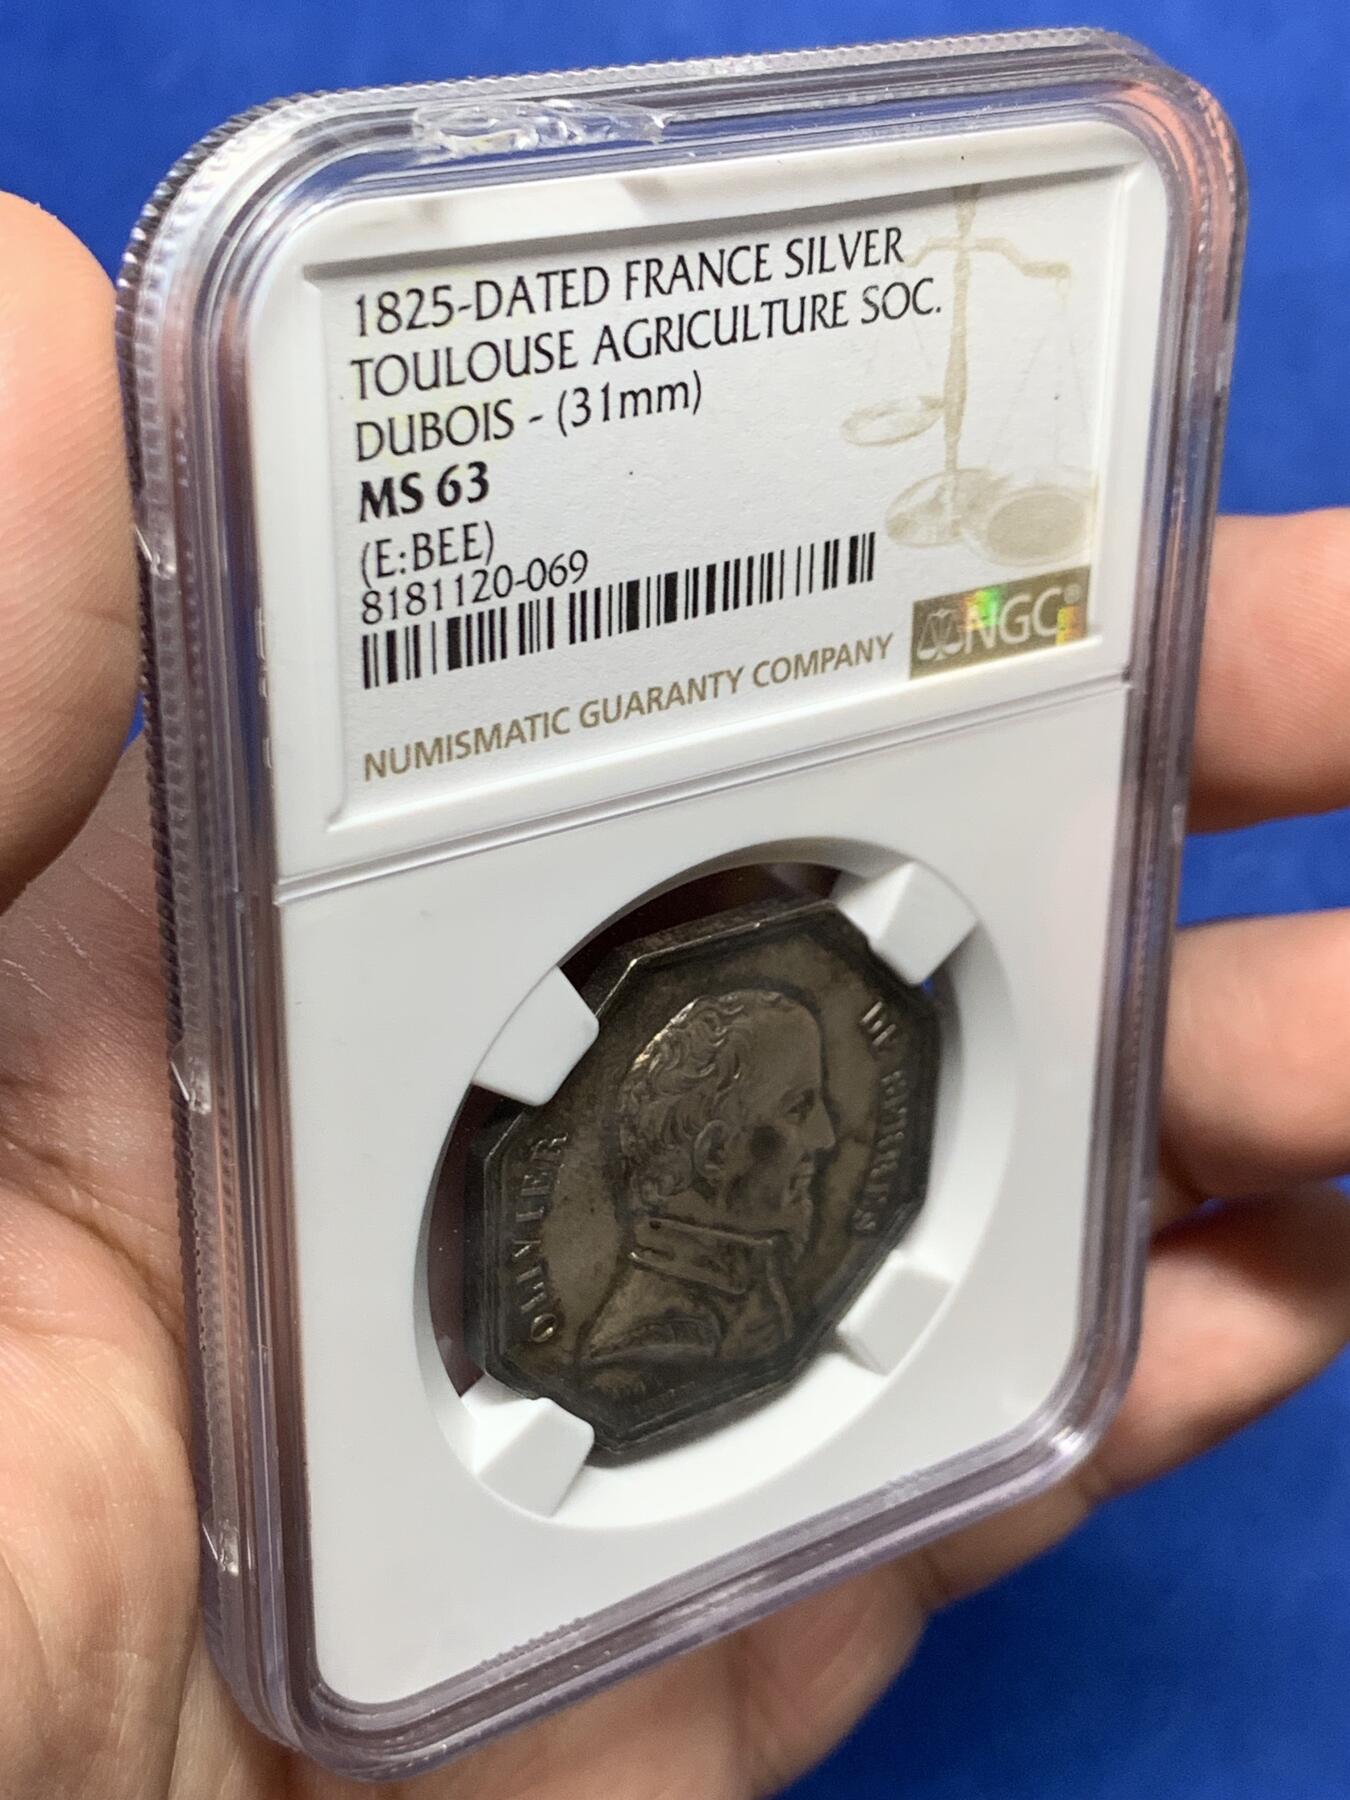 1825-DATED FRANCE SILVER
TOULOUSE AGRICULTURE SOC.
DUBOIS - (31mm)
MS 63
(E:BEE)
8181120-069
NUMISMATIC GUARANTY COMPANY
NGC®
OLIVIER
DE SERRES